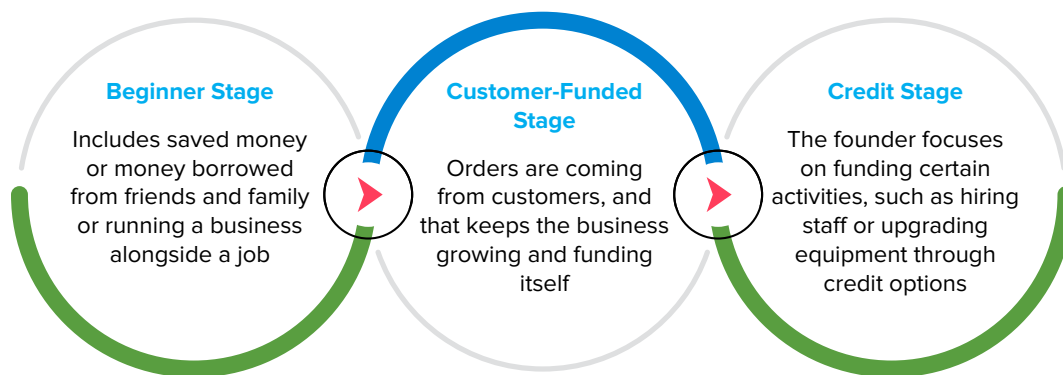 Beginner Stage
Includes saved money
or money borrowed
from friends and family
or running a business
alongside a job
Customer-Funded
Stage
Orders are coming
from customers, and
that keeps the business
growing and funding
itself
Credit Stage
The founder focuses
on funding certain
activities, such as hiring
staff or upgrading
equipment through
credit options